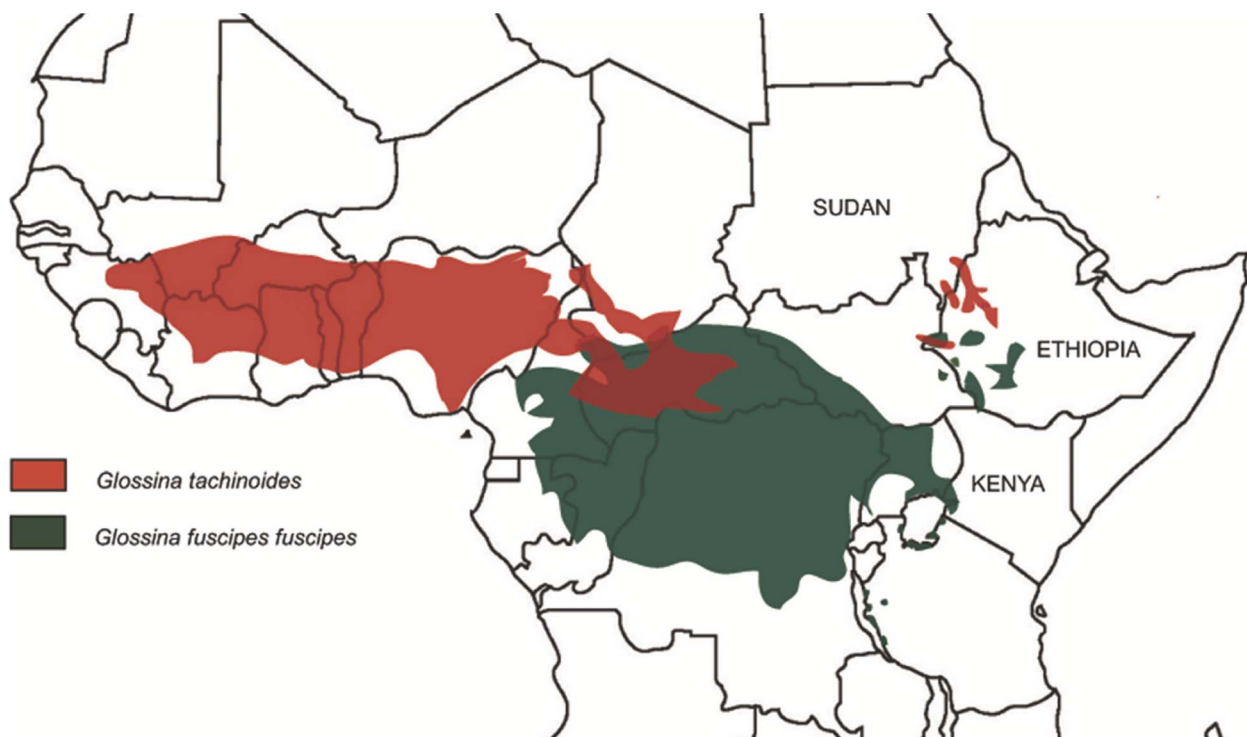 SUDAN
ETHIOPIA
KENYA
Glossina tachinoides
Glossina fuscipes fuscipes